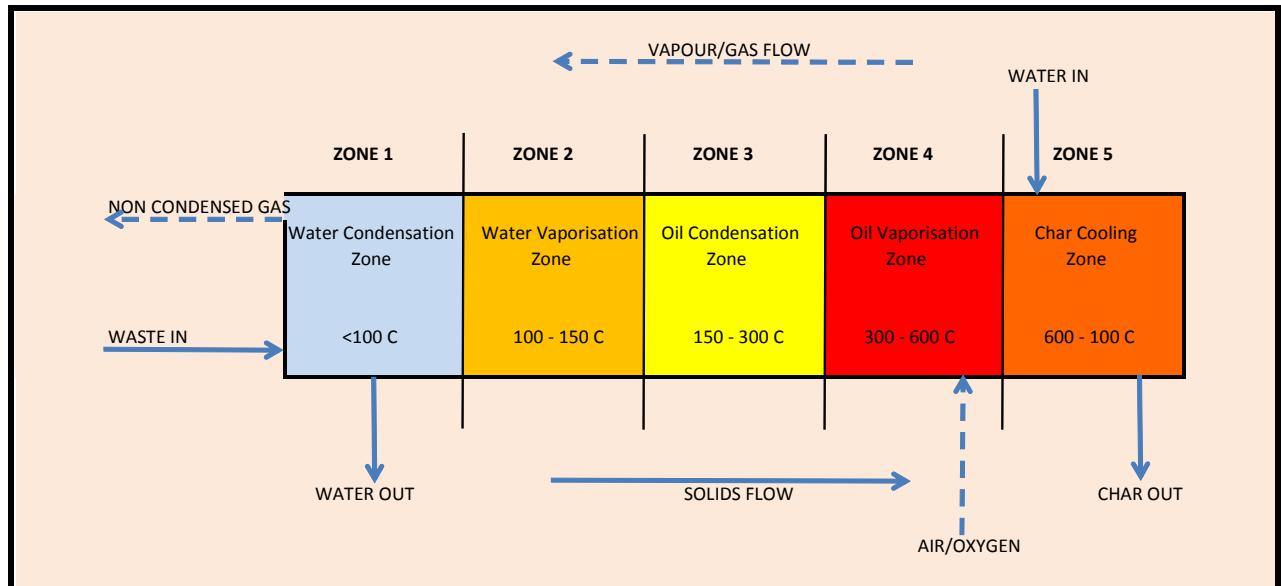 VAPOUR/GAS FLOW
WATER IN
ZONE 1
ZONE 2
ZONE 3
ZONE 4
ZONE 5
NON CONDENSED GAS
Water Condensation
Zone
Water Vaporisation
Zone
Oil Condensation
Zone
Oil Vaporisation
Zone
Char Cooling
Zone
WASTE IN
<100 C
100 - 150 C
150 - 300 C
300 - 600 C
600 - 100 C
WATER OUT
SOLIDS FLOW
CHAR OUT
AIR/OXYGEN